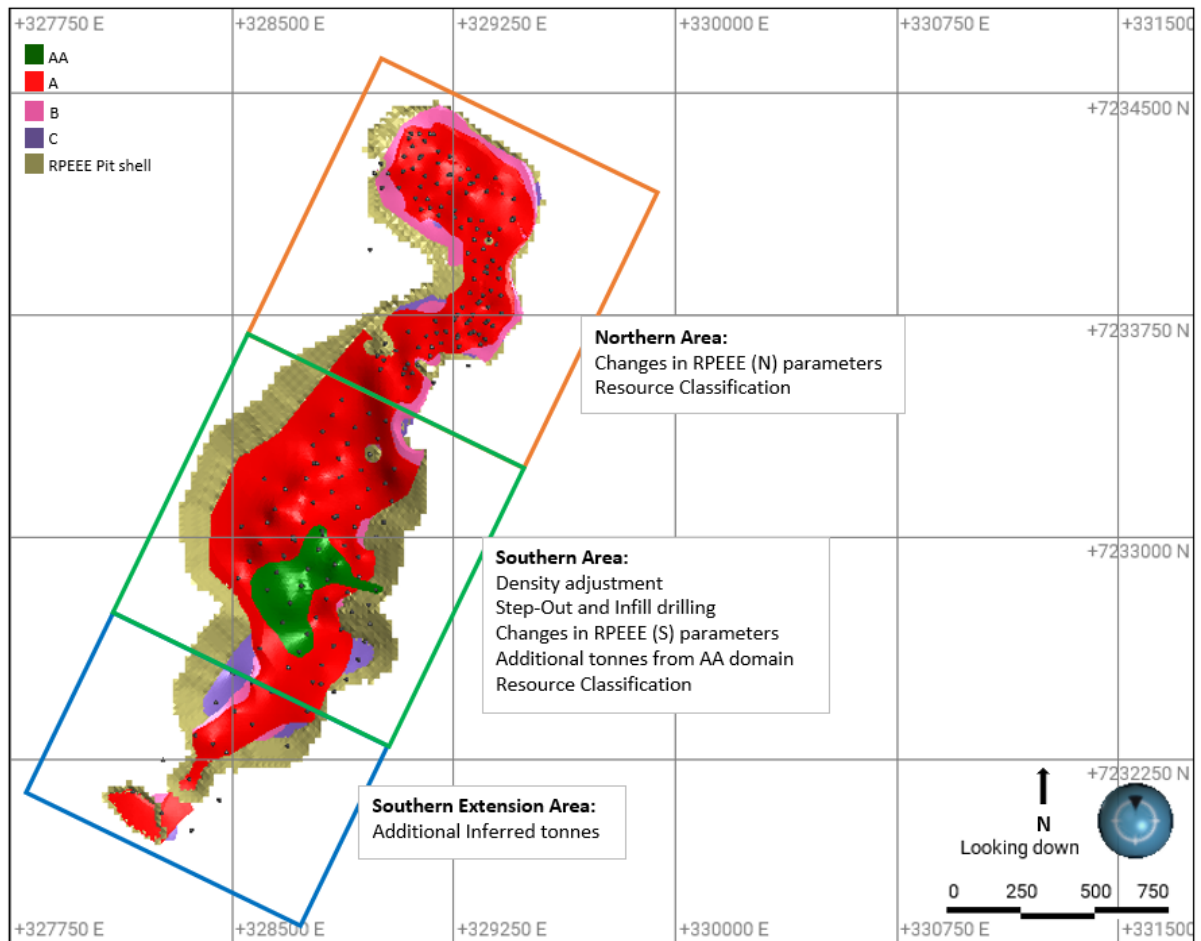 +327750 E
+328500 E
+329250 E
+330000 E
+330750 E
+331500
AA
A
B
C
RPEEE Pit shell
+7234500 N
+7233750 N
Northern Area:
Changes in RPEEE (N) parameters
Resource Classification
+7233000 N
Southern Area:
Density adjustment
Step-Out and Infill drilling
Changes in RPEEE (S) parameters
Additional tonnes from AA domain
Resource Classification
+7232250 N
Southern Extension Area:
Additional Inferred tonnes
N
Looking down
0 250 500 750
+327750 E
+328500 E
+329250 E
+330000 E
+330750 E
+331500